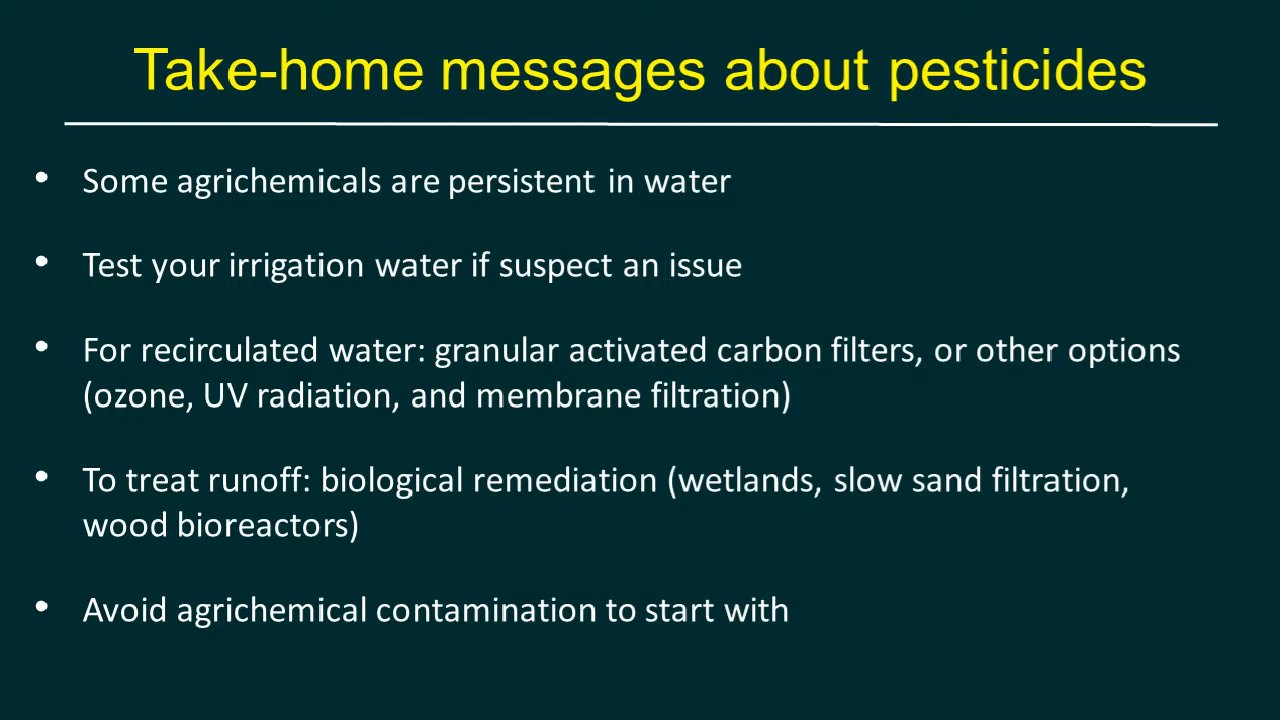 Take-home messages about pesticides
• Some agrichemicals are persistent in water
• Test your irrigation water if suspect an issue
• For recirculated water: granular activated carbon filters, or other options
(ozone, UV radiation, and membrane filtration)
• To treat runoff: biological remediation (wetlands, slow sand filtration,
wood bioreactors)
• Avoid agrichemical contamination to start with